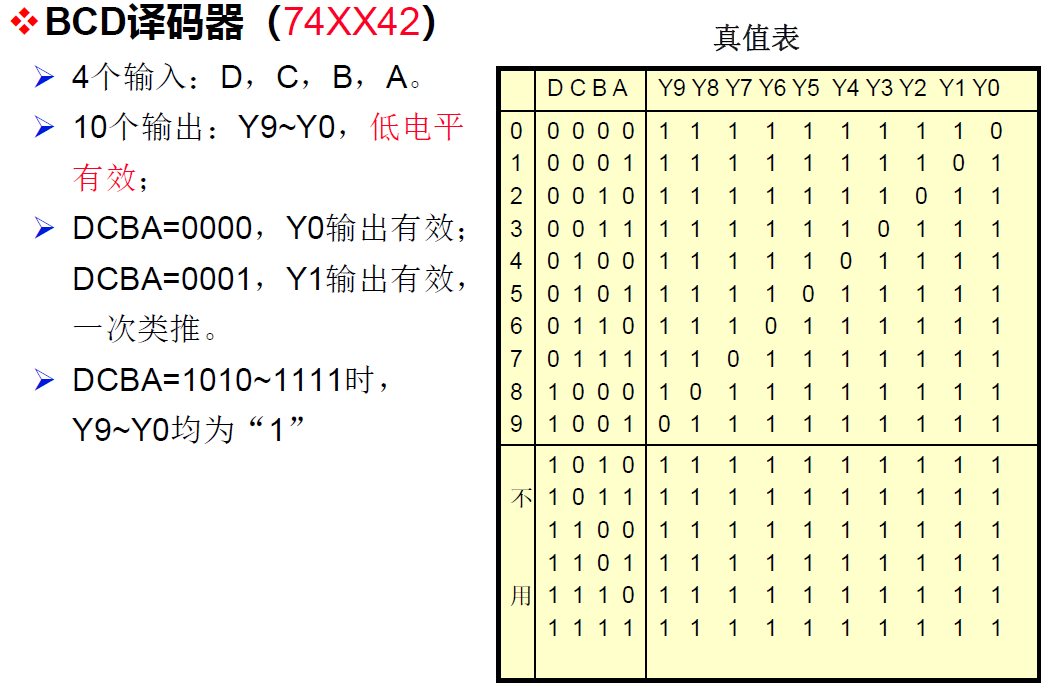 BCD译码器（74XX42）
4个输入：D，C，B，A。
10个输出：Y9~Y0，低电平
有效；
DCBA=0000，Y0输出有效；
DCBA=0001，Y1输出有效，
一次类推。
DCBA=1010~1111时，
Y9~Y0均为“1”
真值表
D C B A Y9 Y8 Y7 Y6 Y5 Y4 Y3 Y2 Y1 Y0
0 0 0 0 0 1 1 1 1 1 1 1 1 1 0
1 0 0 0 1 1 1 1 1 1 1 1 1 0 1
2 0 0 1 0 1 1 1 1 1 1 1 0 1 1
3 0 0 1 1 1 1 1 1 1 1 0 1 1 1
4 0 1 0 0 1 1 1 1 1 0 1 1 1 1
5 0 1 0 1 1 1 1 1 0 1 1 1 1 1
6 0 1 1 0 1 1 1 0 1 1 1 1 1 1
7 0 1 1 1 1 1 0 1 1 1 1 1 1 1
8 1 0 0 0 1 0 1 1 1 1 1 1 1 1
9 1 0 0 1 0 1 1 1 1 1 1 1 1 1
1 0 1 0 1 1 1 1 1 1 1 1 1 1
不 1 0 1 1 1 1 1 1 1 1 1 1 1 1
1 1 0 0 1 1 1 1 1 1 1 1 1 1
1 1 0 1 1 1 1 1 1 1 1 1 1 1
用 1 1 1 0 1 1 1 1 1 1 1 1 1 1
1 1 1 1 1 1 1 1 1 1 1 1 1 1